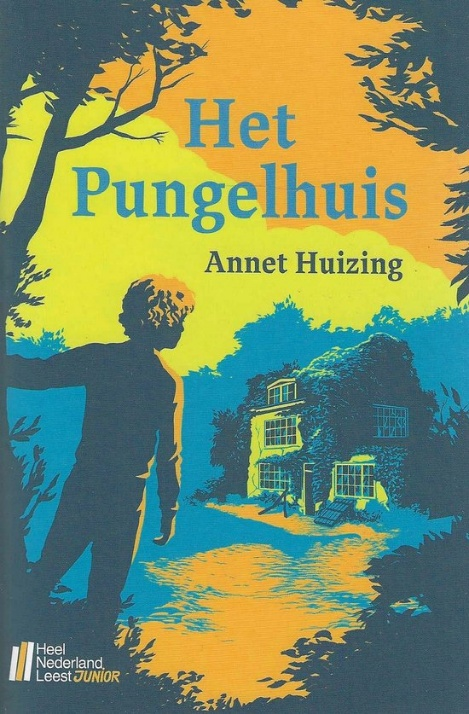 Het
Pungelhuis
Annet Huizing
Heel
Nederland
Leest JUNIOR